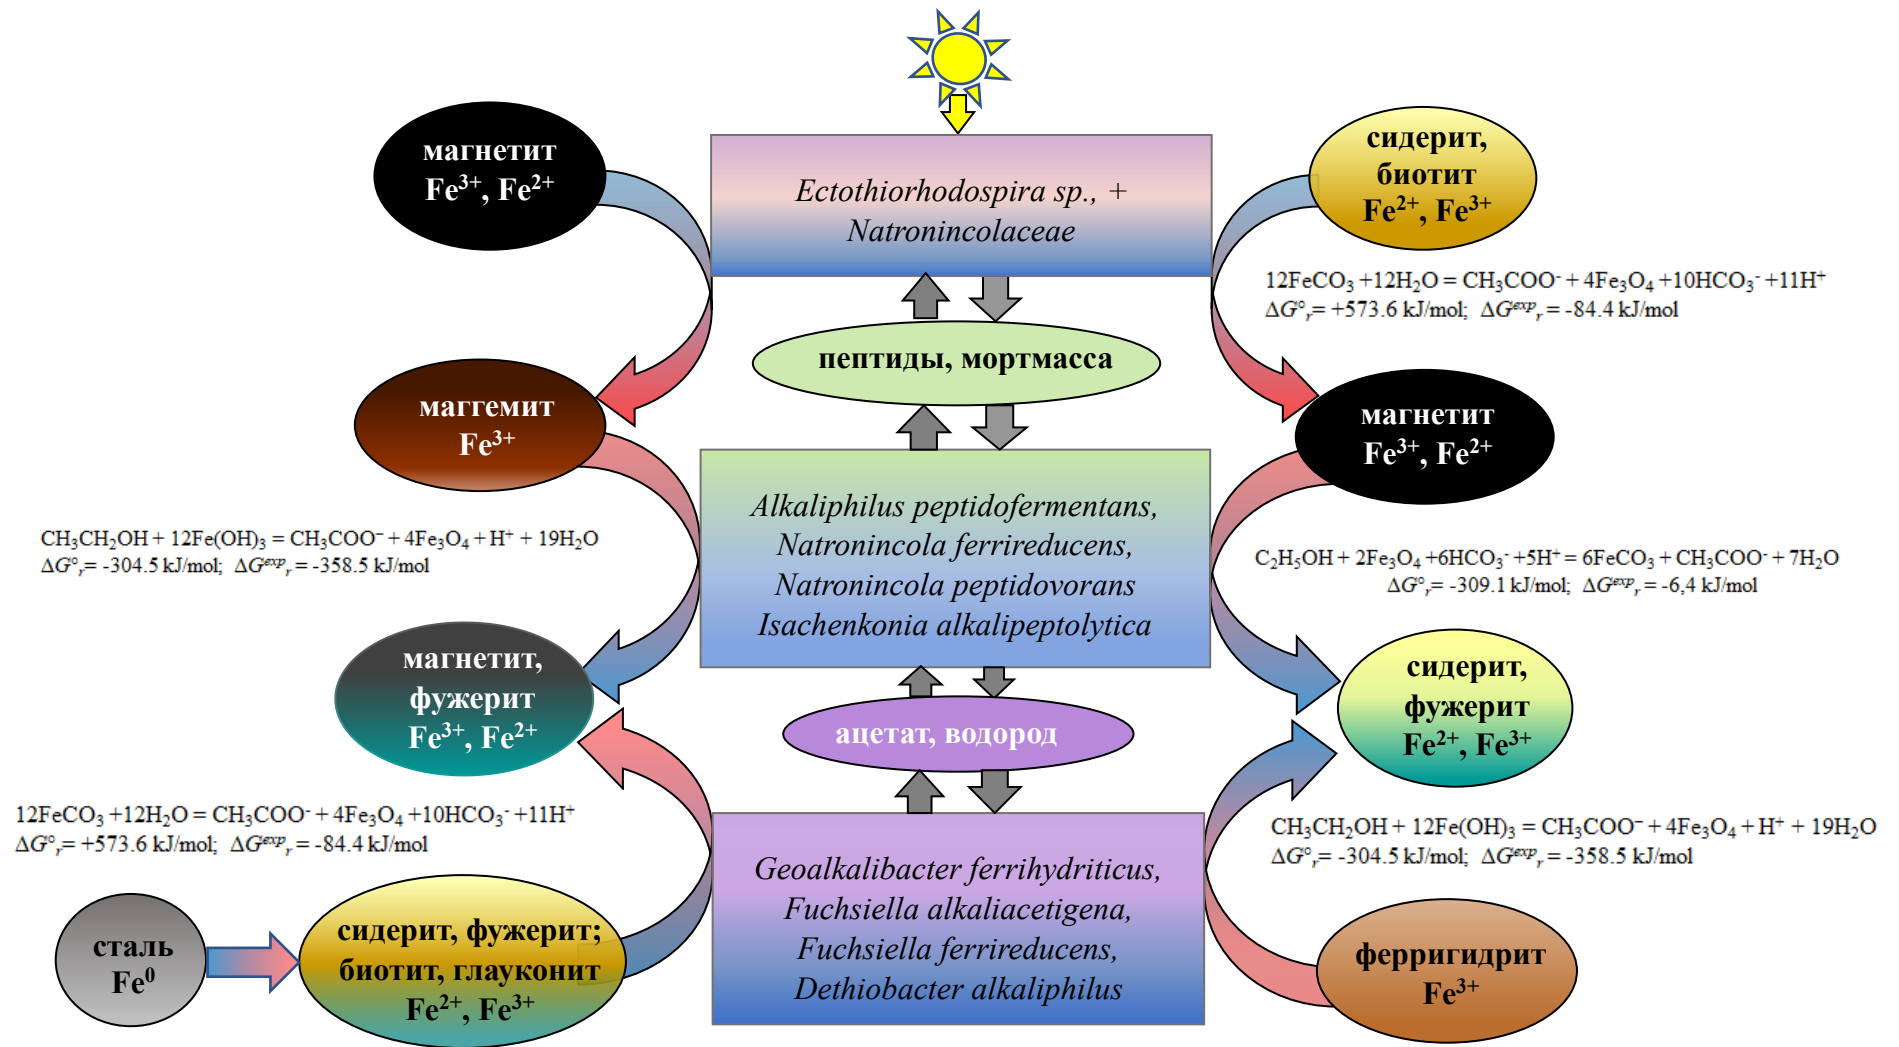 магнетит
Fe³⁺, Fe²⁺
Ectothiorhodospira sp., +
Natronincolaceae
сидерит,
биотит
Fe²⁺, Fe³⁺
12FeCO₃ +12H₂O = CH₃COO⁻ + 4Fe₃O₄ +10HCO₃⁻ +11H⁺
ΔG°ᵣ= +573.6 kJ/mol; ΔGᵉˣᵖᵣ = -84.4 kJ/mol
пептиды, мортмасса
маггемит
Fe³⁺
магнетит
Fe³⁺, Fe²⁺
CH₃CH₂OH + 12Fe(OH)₃ = CH₃COO⁻ + 4Fe₃O₄ + H⁺ + 19H₂O
ΔG°ᵣ= -304.5 kJ/mol; ΔGᵉˣᵖᵣ = -358.5 kJ/mol
Alkaliphilus peptidofermentans,
Natronincola ferrireducens,
Natronincola peptidovorans
Isachenkonia alkalipeptolytica
C₂H₅OH + 2Fe₃O₄ +6HCO₃⁻ +5H⁺ = 6FeCO₃ + CH₃COO⁻ + 7H₂O
ΔG°ᵣ= -309.1 kJ/mol; ΔGᵉˣᵖᵣ = -6,4 kJ/mol
магнетит,
фужерит
Fe³⁺, Fe²⁺
ацетат, водород
сидерит,
фужерит
Fe²⁺, Fe³⁺
12FeCO₃ +12H₂O = CH₃COO⁻ + 4Fe₃O₄ +10HCO₃⁻ +11H⁺
ΔG°ᵣ= +573.6 kJ/mol; ΔGᵉˣᵖᵣ = -84.4 kJ/mol
CH₃CH₂OH + 12Fe(OH)₃ = CH₃COO⁻ + 4Fe₃O₄ + H⁺ + 19H₂O
ΔG°ᵣ= -304.5 kJ/mol; ΔGᵉˣᵖᵣ = -358.5 kJ/mol
сталь
Fe⁰
сидерит, фужерит;
биотит, глауконит
Fe²⁺, Fe³⁺
Geoalkalibacter ferrihydriticus,
Fuchsiella alkaliacetigena,
Fuchsiella ferrireducens,
Dethiobacter alkaliphilus
ферригидрит
Fe³⁺